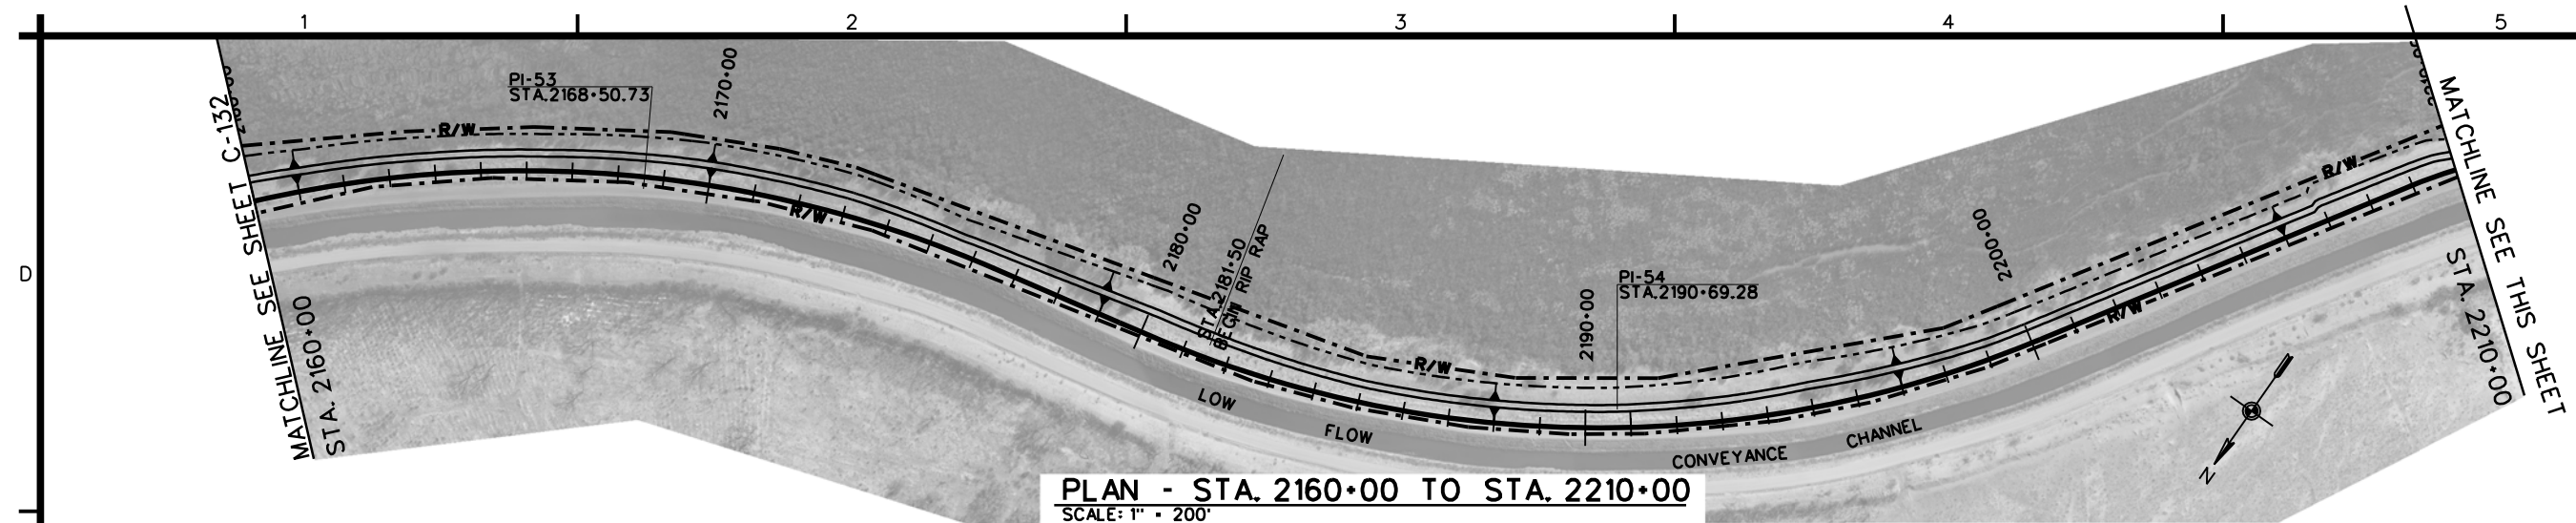 1 2 3 4 5
D
MATCHLINE SEE SHEET C-132
STA. 2160+00
PI-53
STA.2168+50.73
2170+00
R/W
R/W
2180+00
STA.2181+50
BEGIN RIP RAP
R/W
2190+00
PI-54
STA.2190+69.28
2200+00
R/W
R/W
MATCHLINE SEE THIS SHEET
STA. 2210+00
LOW
FLOW
CONVEYANCE
CHANNEL
N
PLAN - STA. 2160+00 TO STA. 2210+00
SCALE: 1" = 200'